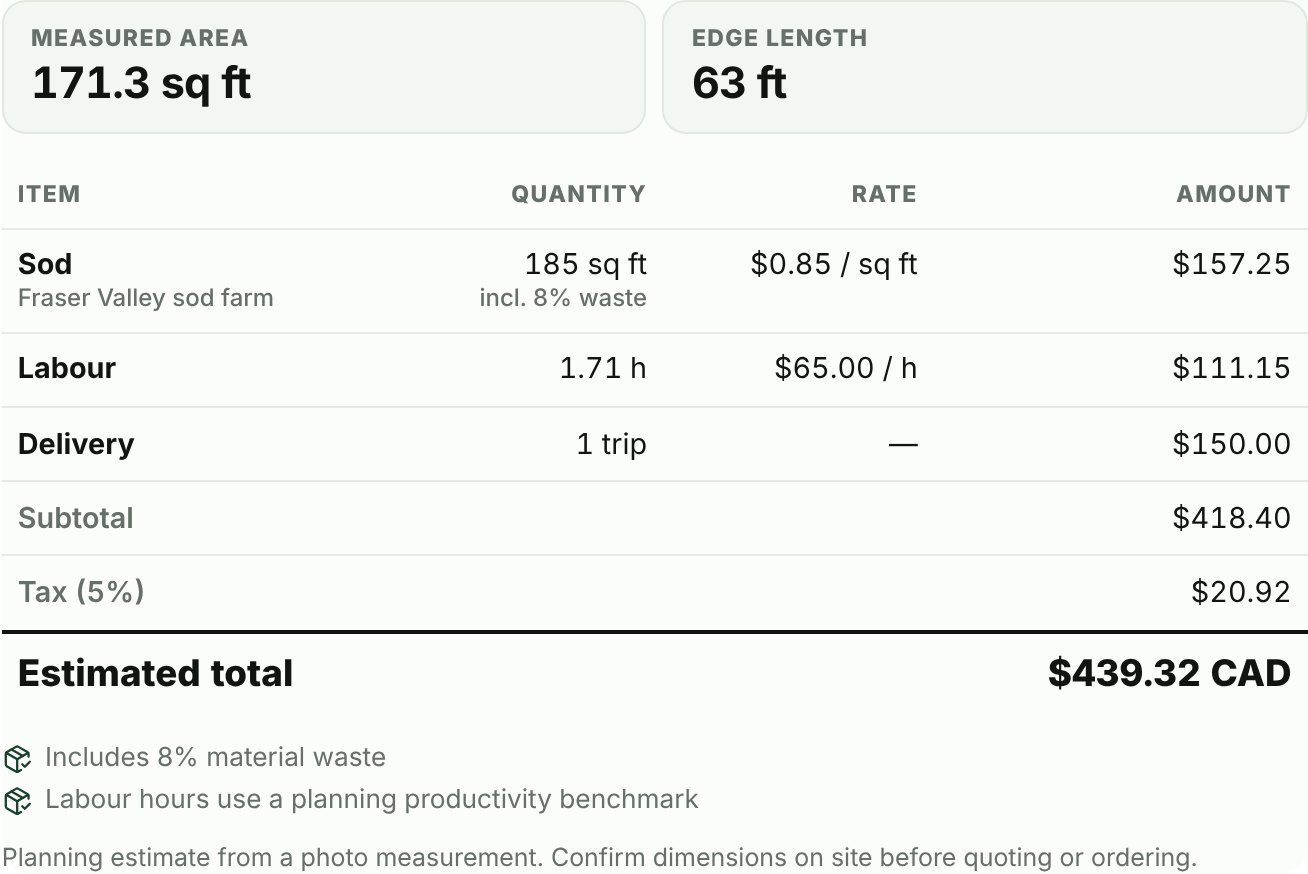 MEASURED AREA
171.3 sq ft
EDGE LENGTH
63 ft
ITEM QUANTITY RATE AMOUNT
Sod 185 sq ft $0.85 / sq ft $157.25
Fraser Valley sod farm incl. 8% waste
Labour 1.71 h $65.00 / h $111.15
Delivery 1 trip — $150.00
Subtotal $418.40
Tax (5%) $20.92
Estimated total $439.32 CAD
Includes 8% material waste
Labour hours use a planning productivity benchmark
Planning estimate from a photo measurement. Confirm dimensions on site before quoting or ordering.